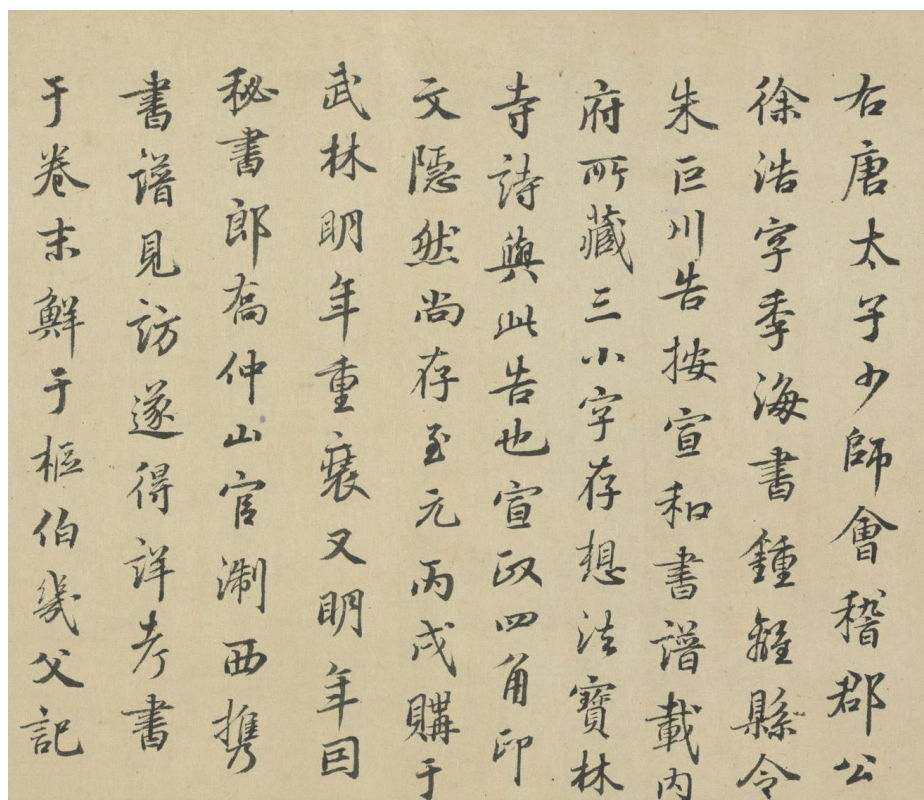 右唐太子少師會稽郡公
徐浩字季海書鍾離縣令
朱巨川告按宣和書譜載內
府所藏三小字存想法寶林
寺詩與此告也宣政四角印
文隱然尚存至元丙戌購于
武林明年重裝又明年因
秘書郎喬仲山官淛西攜
書譜見訪遂得詳考書
于卷末鮮于樞伯幾父記